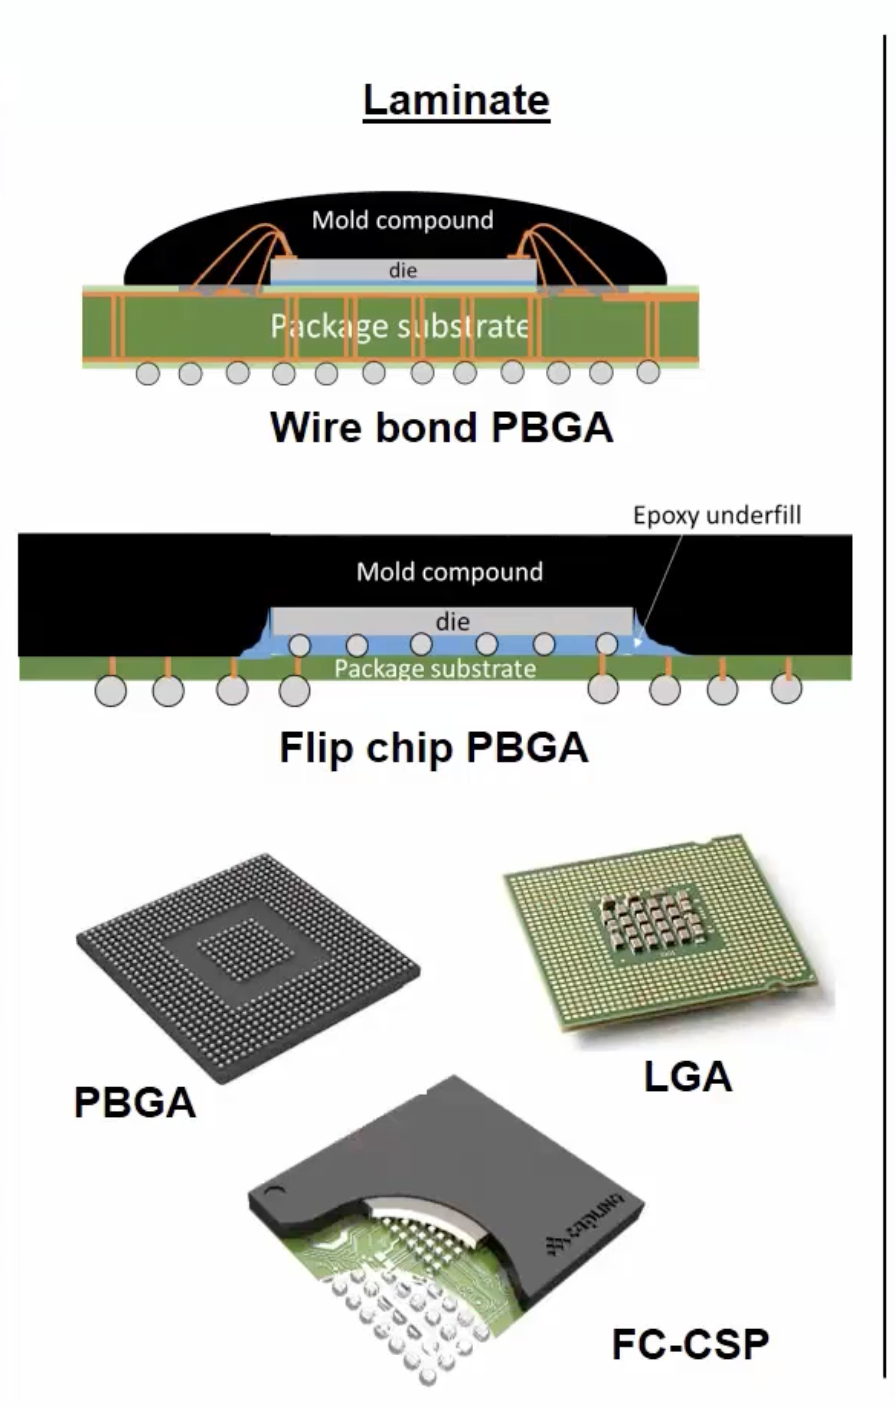 Laminate
Mold compound
die
Package substrate
Wire bond PBGA
Epoxy underfill
Mold compound
die
Package substrate
Flip chip PBGA
PBGA
LGA
FC-CSP